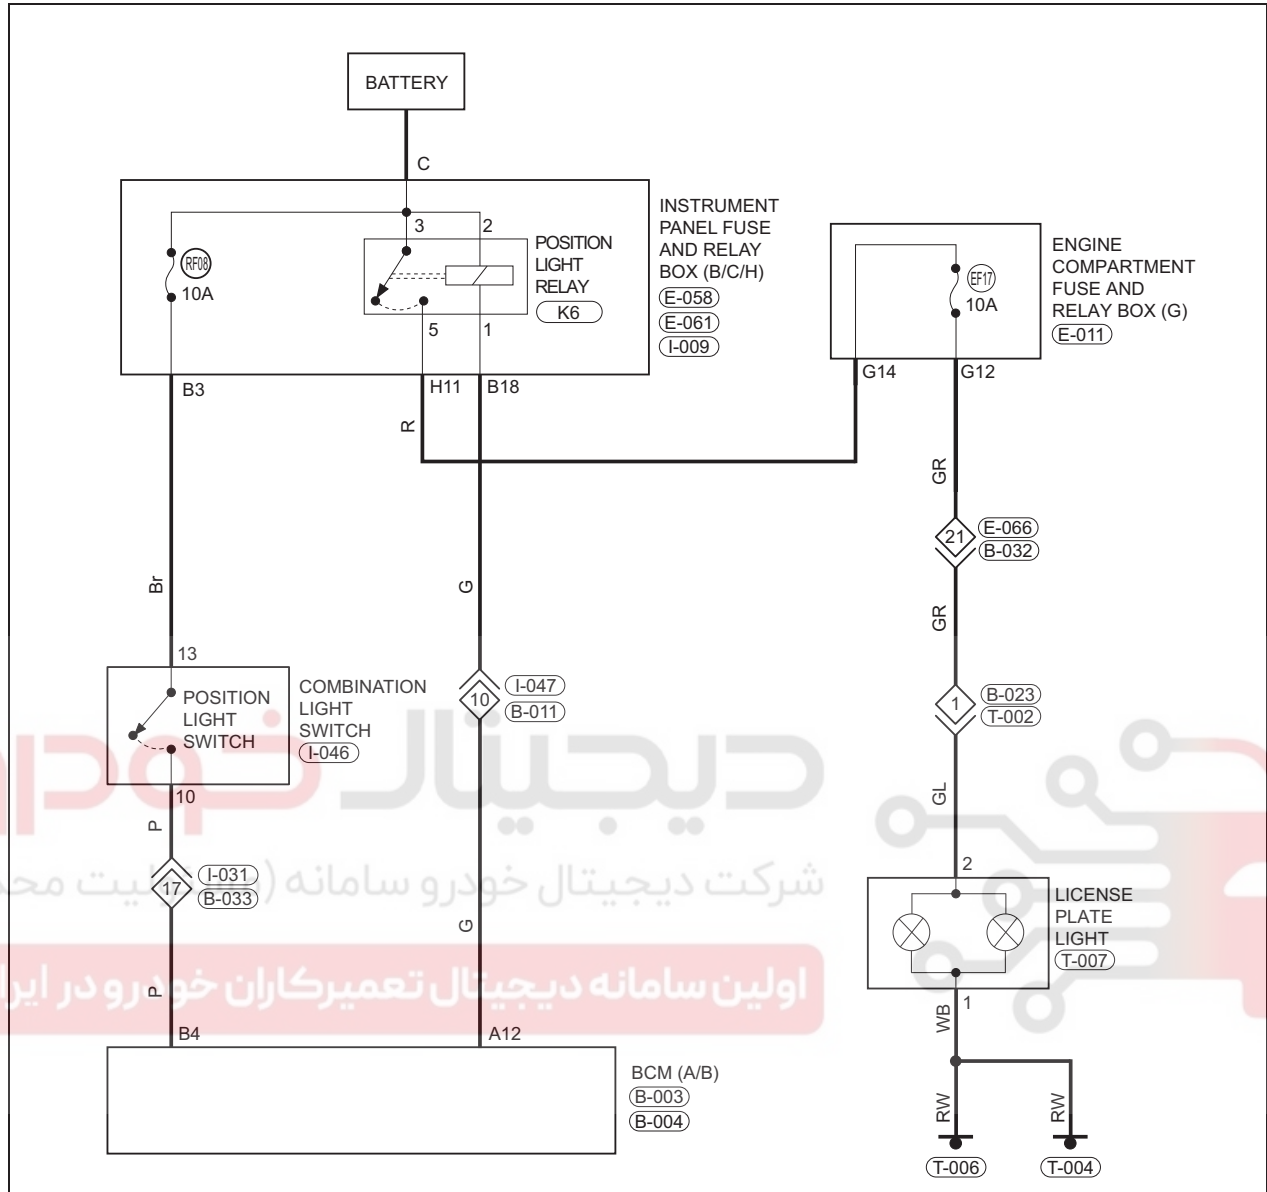 BATTERY
C
INSTRUMENT
PANEL FUSE
AND RELAY
BOX (B/C/H)
E-058
E-061
I-009
RF08
10A
3
2
POSITION
LIGHT
RELAY
K6
5
1
ENGINE
COMPARTMENT
FUSE AND
RELAY BOX (G)
E-011
EF17
10A
B3
H11
B18
G14
G12
R
GR
21
E-066
B-032
Br
G
GR
13
POSITION
LIGHT
SWITCH
COMBINATION
LIGHT
SWITCH
I-046
10
I-047
B-011
1
B-023
T-002
دیجیتال خودرو
10
P
GL
17
I-031
B-033
شرکت دیجیتال خودرو سامانه
2
LICENSE
PLATE
LIGHT
T-007
G
اولین سامانه دیجیتال تعمیرکاران خودرو در ایرا
P
1
WB
B4
A12
BCM (A/B)
B-003
B-004
RW
RW
T-006
T-004